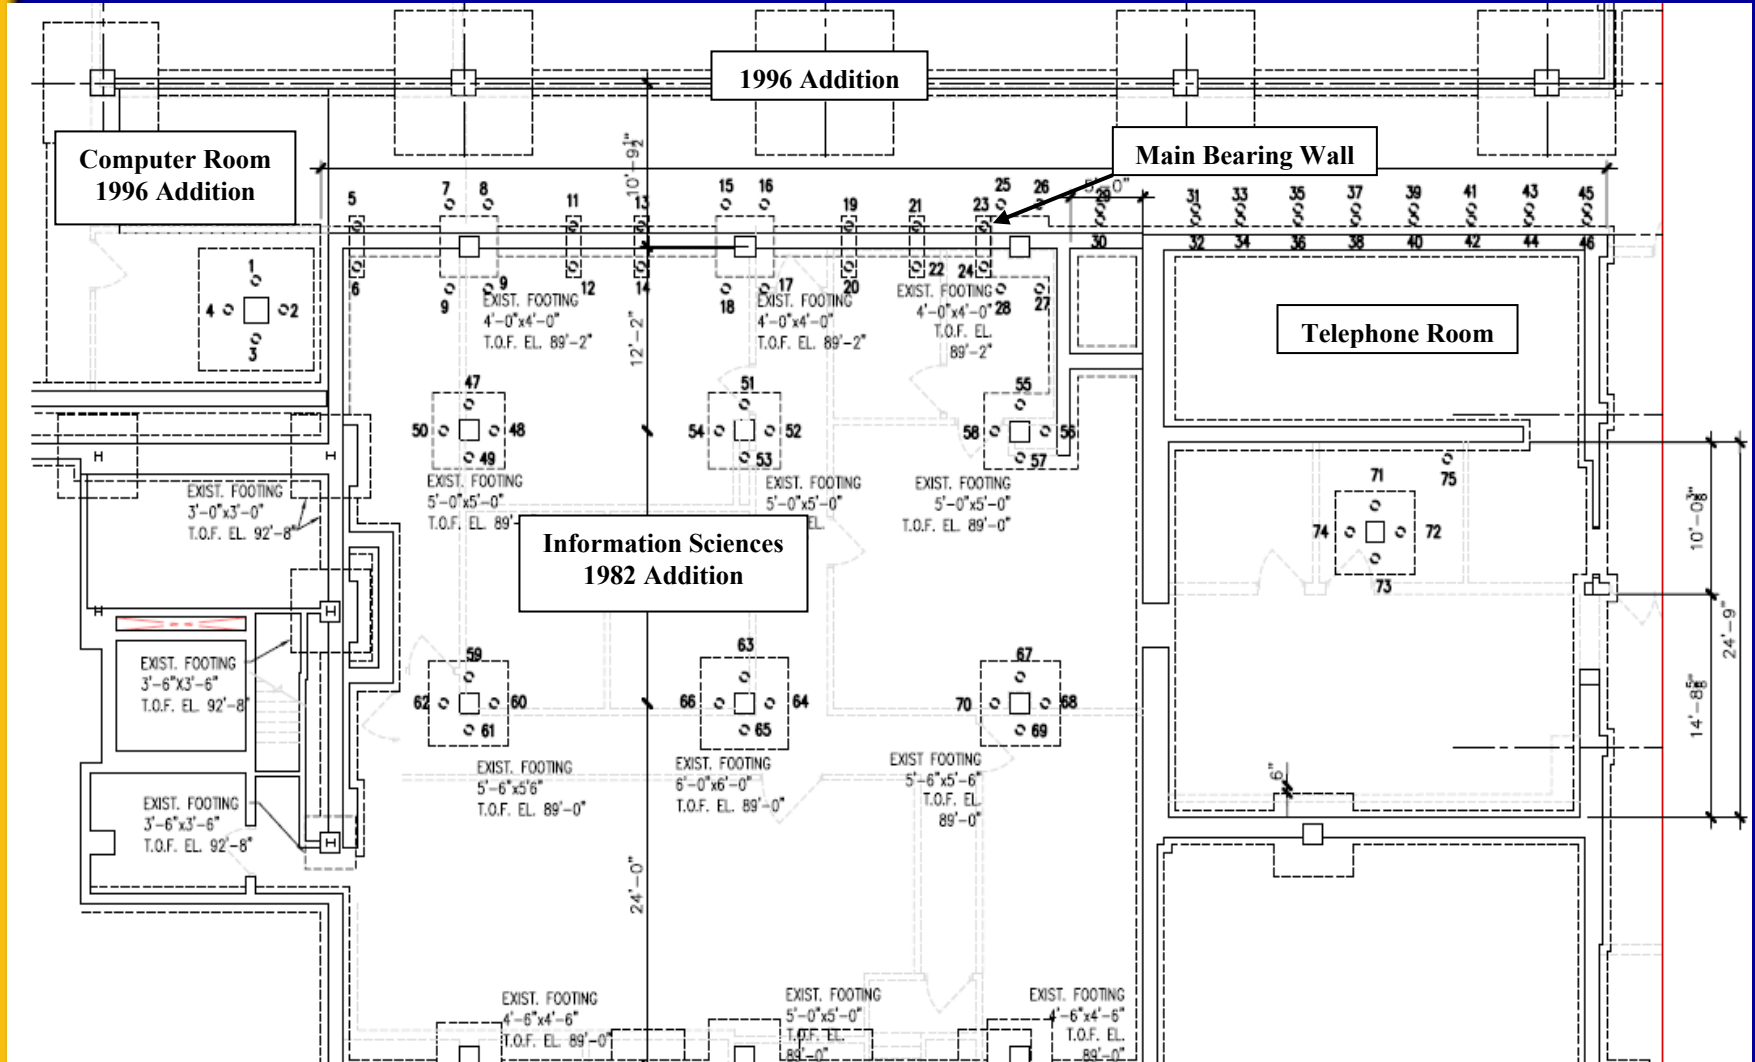 1996 Addition
Computer Room
1996 Addition
Main Bearing Wall
10'-9½"
5'-0"
5
7
8
11
13
15
16
19
21
23
25
26
29
31
33
35
37
39
41
43
45
30
32
34
36
38
40
42
44
46
6
9
9
12
14
18
17
20
22
24
28
27
1
4
2
3
EXIST. FOOTING
4'-0"x4'-0"
T.O.F. EL. 89'-2"
EXIST. FOOTING
4'-0"x4'-0"
T.O.F. EL. 89'-2"
EXIST. FOOTING
4'-0"x4'-0"
T.O.F. EL.
89'-2"
Telephone Room
12'-2"
47
50
48
49
51
54
52
53
55
58
56
57
EXIST. FOOTING
5'-0"x5'-0"
T.O.F. EL. 89'-
EXIST. FOOTING
5'-0"x5'-0"
EL.
EXIST. FOOTING
5'-0"x5'-0"
T.O.F. EL. 89'-0"
H
H
EXIST. FOOTING
3'-0"x3'-0"
T.O.F. EL. 92'-8"
Information Sciences
1982 Addition
71
75
74
72
73
10'-0⅜"
24'-9"
14'-8⅝"
H
H
EXIST. FOOTING
3'-6"X3'-6"
T.O.F. EL. 92'-8"
59
62
60
61
63
66
64
65
67
70
68
69
EXIST. FOOTING
5'-6"x5'6"
T.O.F. EL. 89'-0"
EXIST. FOOTING
6'-0"x6'-0"
T.O.F. EL. 89'-0"
EXIST. FOOTING
5'-6"x5'-6"
T.O.F. EL.
89'-0"
6"
EXIST. FOOTING
3'-6"x3'-6"
T.O.F. EL. 92'-8"
H
24'-0"
EXIST. FOOTING
4'-6"x4'-6"
T.O.F. EL. 89'-0"
EXIST. FOOTING
5'-0"x5'-0"
T.O.F. EL.
89'-0"
EXIST. FOOTING
4'-6"x4'-6"
T.O.F. EL.
89'-0"